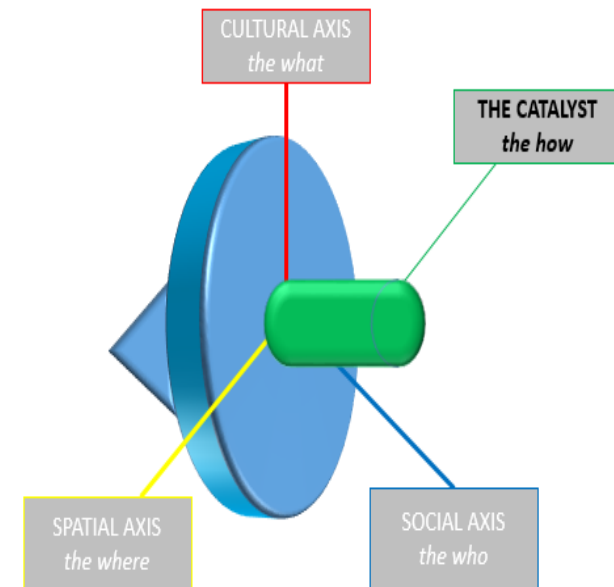 CULTURAL AXIS
the what
THE CATALYST
the how
SPATIAL AXIS
the where
SOCIAL AXIS
the who